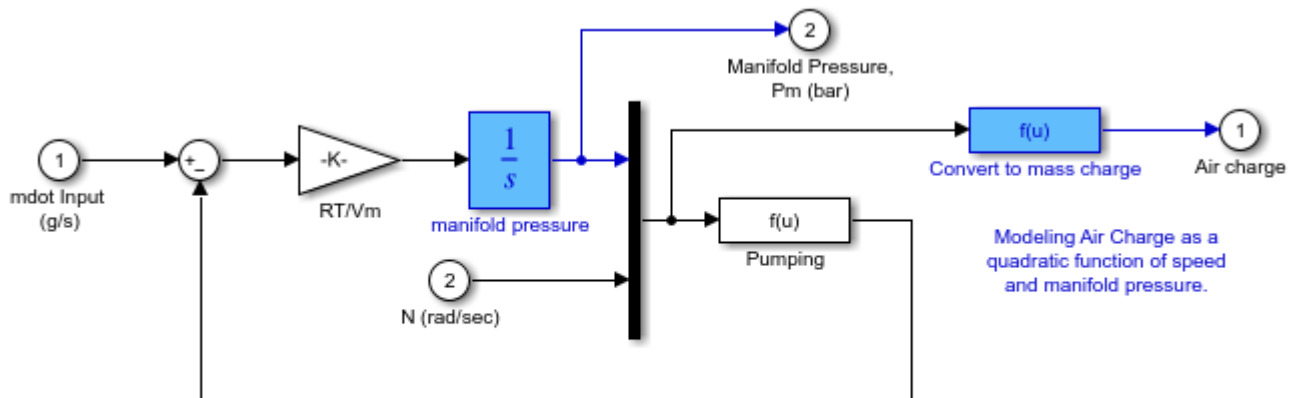 2
Manifold Pressure,
Pm (bar)
1
mdot Input
(g/s)
+
-
-K-
RT/Vm
1
s
manifold pressure
f(u)
Convert to mass charge
1
Air charge
2
N (rad/sec)
f(u)
Pumping
Modeling Air Charge as a
quadratic function of speed
and manifold pressure.